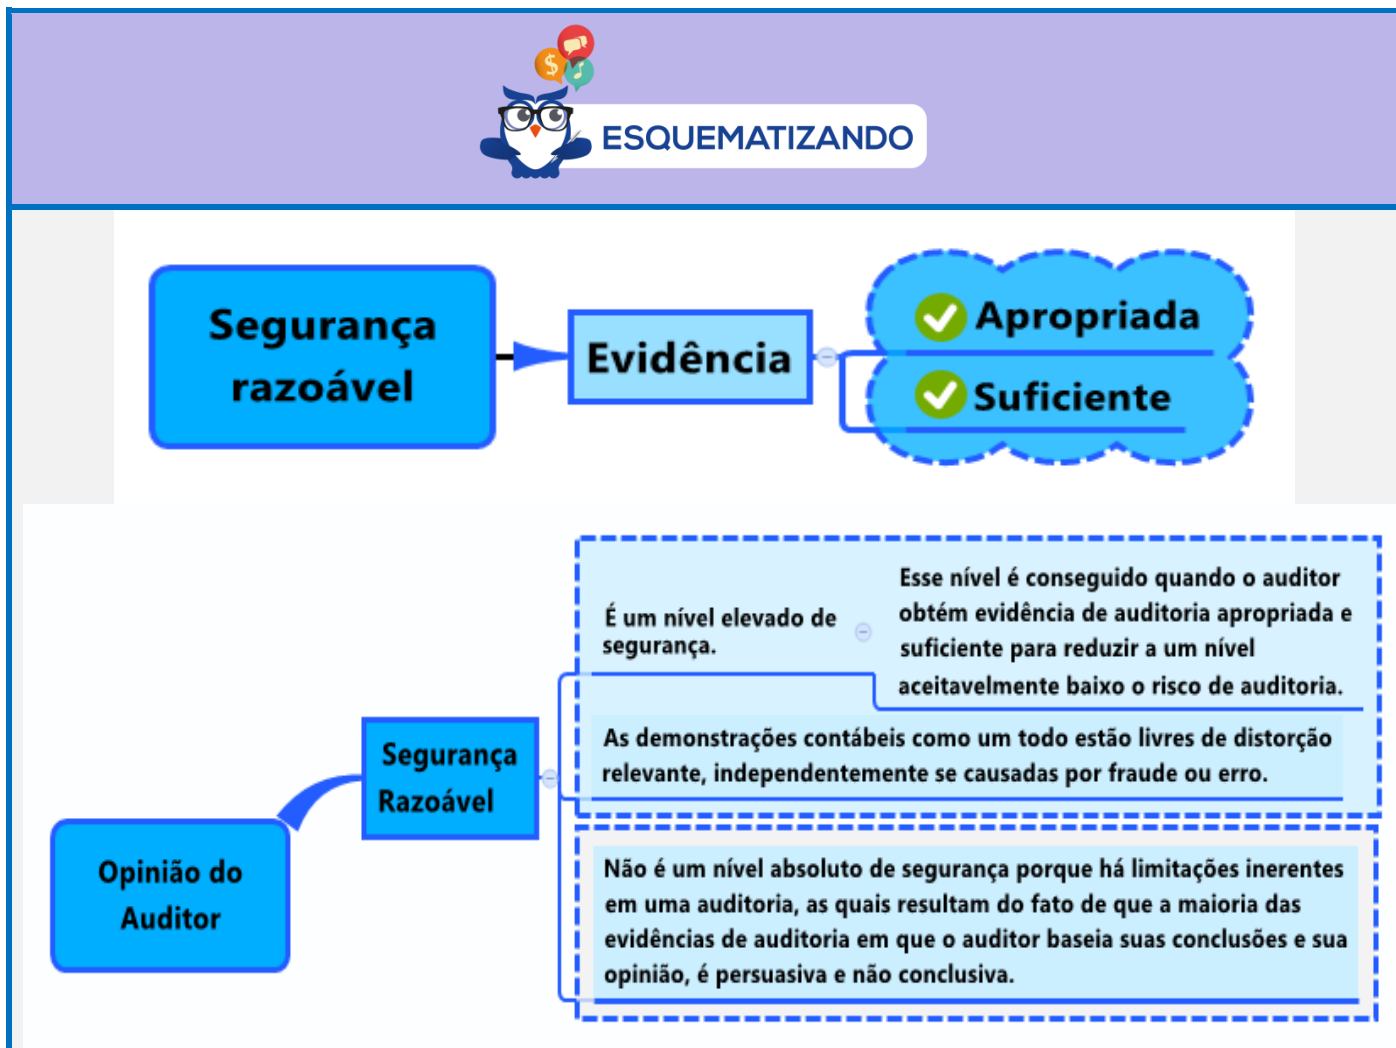 ESQUEMATIZANDO
Segurança
razoável
Evidência
Apropriada
Suficiente
É um nível elevado de
segurança.
Esse nível é conseguido quando o auditor
obtém evidência de auditoria apropriada e
suficiente para reduzir a um nível
aceitavelmente baixo o risco de auditoria.
As demonstrações contábeis como um todo estão livres de distorção
relevante, independentemente se causadas por fraude ou erro.
Segurança
Razoável
Opinião do
Auditor
Não é um nível absoluto de segurança porque há limitações inerentes
em uma auditoria, as quais resultam do fato de que a maioria das
evidências de auditoria em que o auditor baseia suas conclusões e sua
opinião, é persuasiva e não conclusiva.